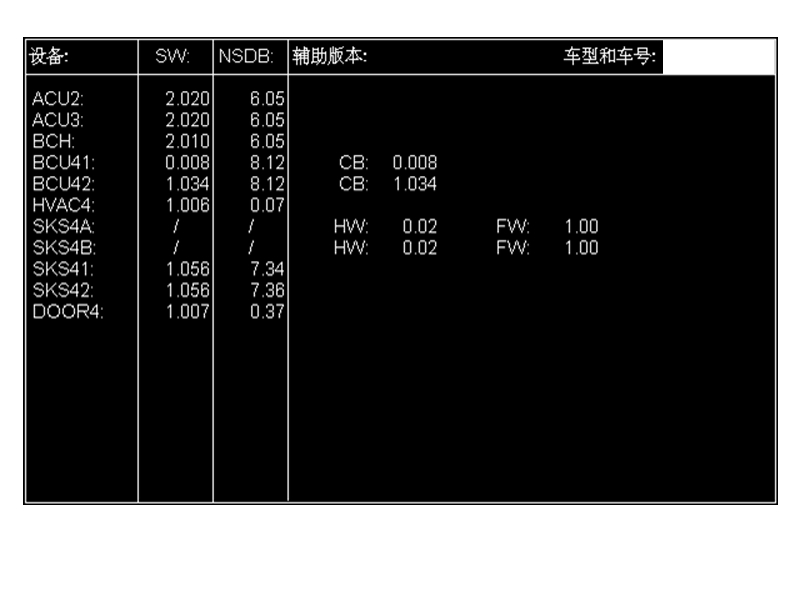 设备: SW: NSDB: 辅助版本: 车型和车号:
ACU2: 2.020 6.05
ACU3: 2.020 6.05
BCH: 2.010 6.05
BCU41: 0.008 8.12 CB: 0.008
BCU42: 1.034 8.12 CB: 1.034
HVAC4: 1.006 0.07
SKS4A: / / HW: 0.02 FW: 1.00
SKS4B: / / HW: 0.02 FW: 1.00
SKS41: 1.056 7.34
SKS42: 1.056 7.36
DOOR4: 1.007 0.37